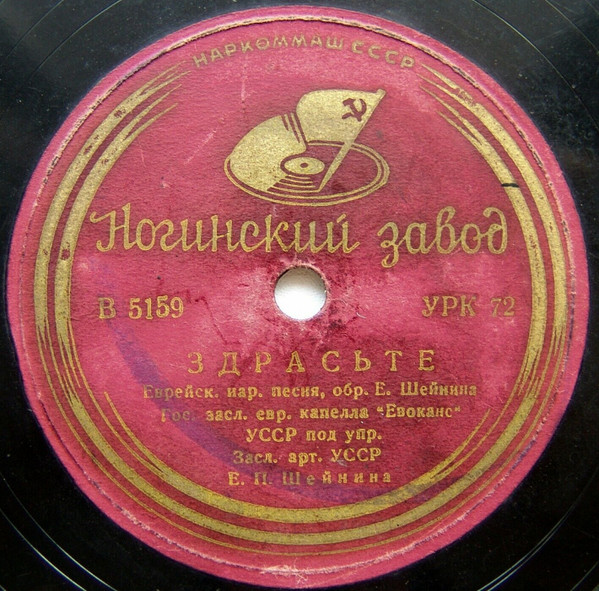 НАРКОММАШ СССР
Ногинский завод
В 5159 УРК 72
ЗДРАСЬТЕ
Еврейск. нар. песня, обр. Е. Шейнина
Гос. засл. евр. капелла "Евоканс"
УССР под упр.
Засл. арт. УССР
Е. П. Шейнина